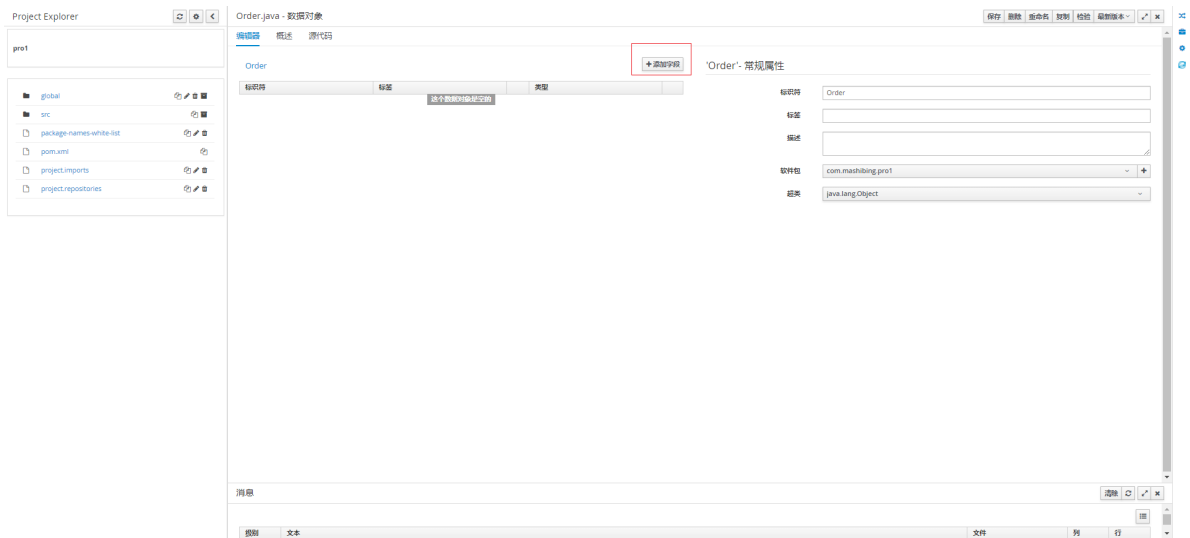 Project Explorer
pro1
global
src
package-names-white-list
pom.xml
project.imports
project.repositories
Order.java - 数据对象
保存 删除 重命名 复制 检验 最新版本
编辑器 概述 源代码
Order
+添加字段
标识符 标签 类型
这个数据对象是空的
'Order'- 常规属性
标识符 Order
标签
描述
软件包 com.mashibing.pro1
超类 java.lang.Object
消息
清除
级别 文本 文件 列 行